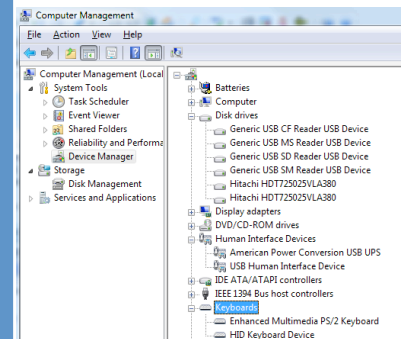 Computer Management
File Action View Help
Computer Management (Local
System Tools
Task Scheduler
Event Viewer
Shared Folders
Reliability and Performa
Device Manager
Storage
Disk Management
Services and Applications
Batteries
Computer
Disk drives
Generic USB CF Reader USB Device
Generic USB MS Reader USB Device
Generic USB SD Reader USB Device
Generic USB SM Reader USB Device
Hitachi HDT725025VLA380
Hitachi HDT725025VLA380
Display adapters
DVD/CD-ROM drives
Human Interface Devices
American Power Conversion USB UPS
USB Human Interface Device
IDE ATA/ATAPI controllers
IEEE 1394 Bus host controllers
Keyboards
Enhanced Multimedia PS/2 Keyboard
HID Keyboard Device